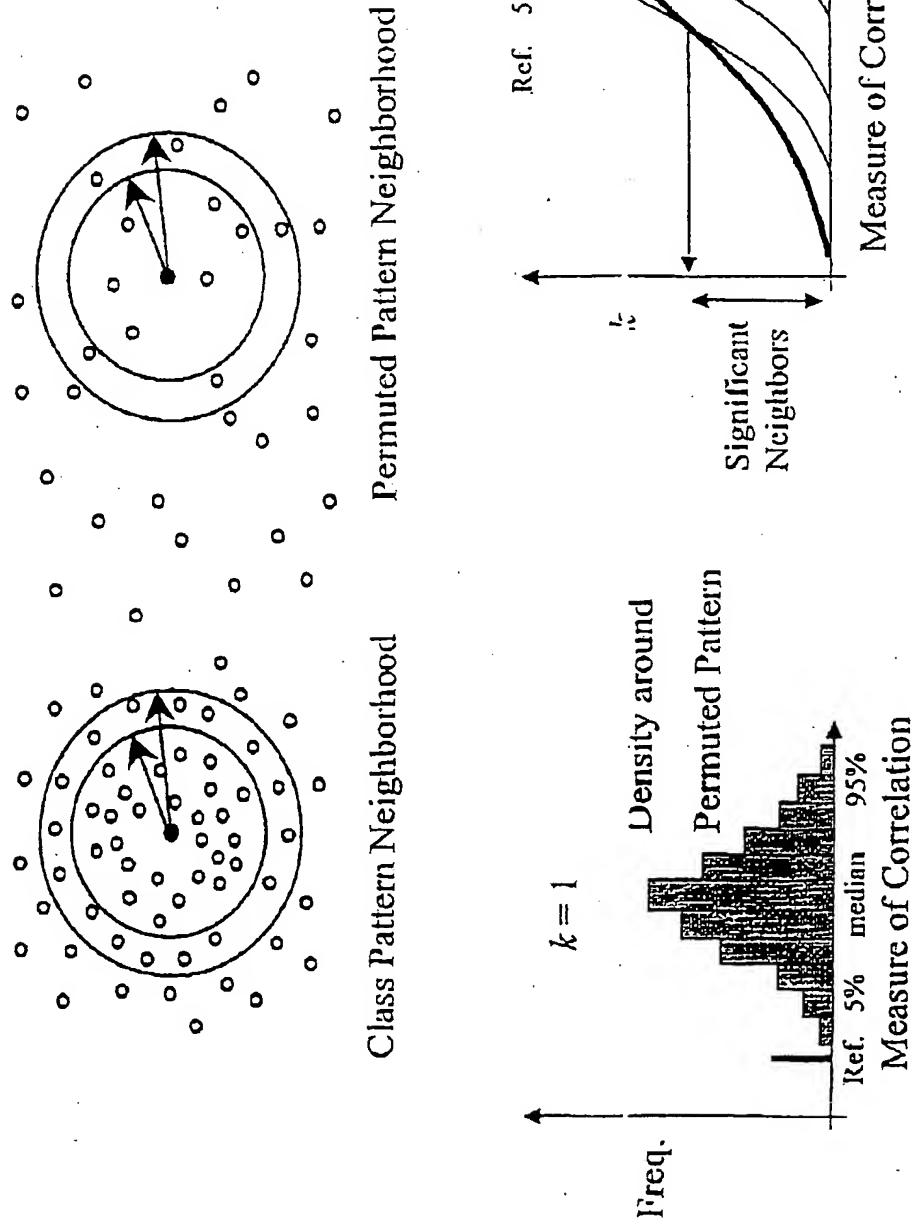 Class Pattern Neighborhood
Permuted Pattern Neighborhood
Freq.
k = 1
Density around
Permuted Pattern
Ref. 5% median 95%
Measure of Correlation
Ref. 5
k
Significant
Neighbors
Measure of Corr